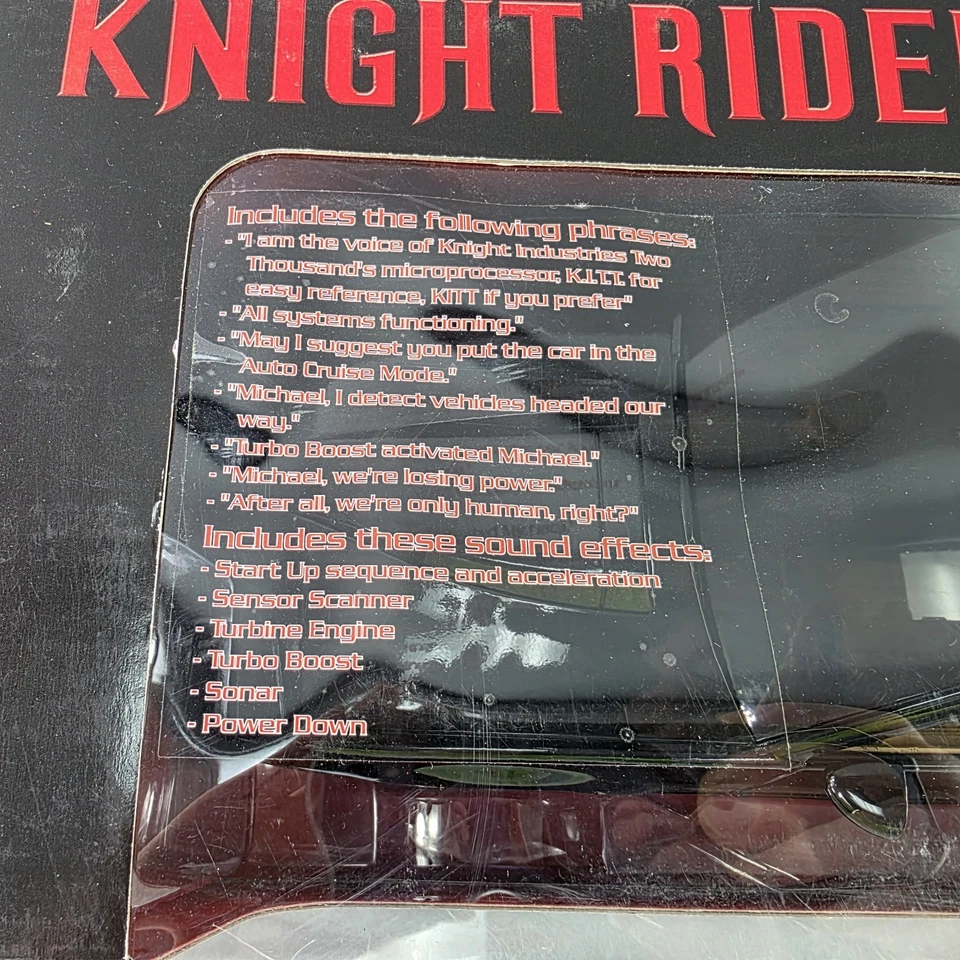 KNIGHT RIDE
Includes the following phrases:
- "I am the voice of Knight Industries Two
Thousand's microprocessor, K.I.T.T. for
easy reference, KITT if you prefer"
- "All systems functioning."
- "May I suggest you put the car in the
Auto Cruise Mode."
- "Michael, I detect vehicles headed our
way."
- "Turbo Boost activated Michael."
- "Michael, we're losing power."
- "After all, we're only human, right?"
Includes these sound effects:
- Start Up sequence and acceleration
- Sensor Scanner
- Turbine Engine
- Turbo Boost
- Sonar
- Power Down